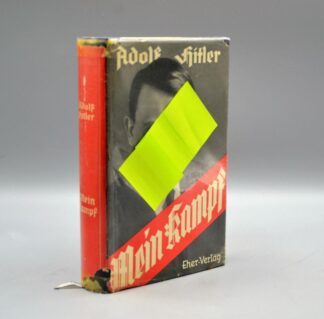 Adolf Hitler
Mein Kampf
Eher-Verlag
Adolf
Hitler
Mein
Kampf